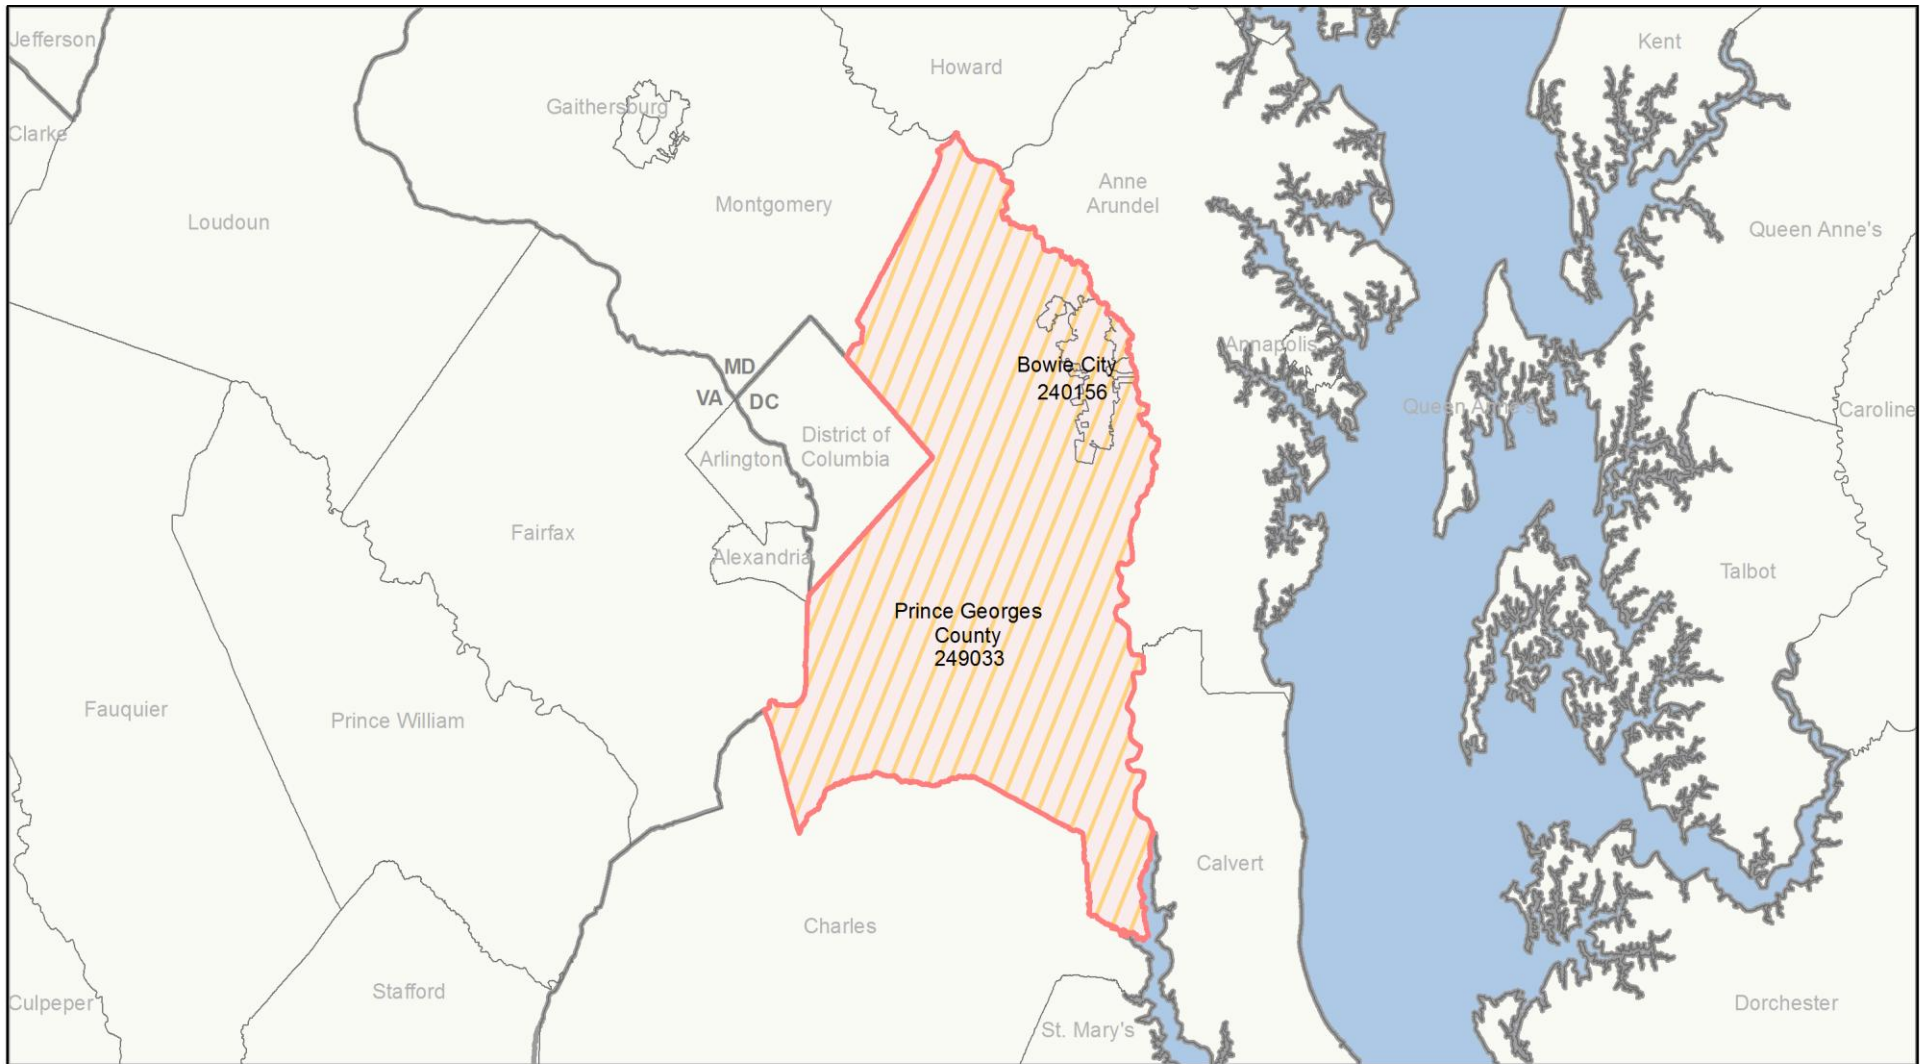 Jefferson
Kent
Howard
Gaithersburg
Clarke
Anne
Arundel
Montgomery
Loudoun
Queen Anne's
Annapolis
Bowie City
240156
MD
VA
DC
Queen Anne's
Caroline
District of
Columbia
Arlington
Fairfax
Alexandria
Talbot
Prince Georges
County
249033
Fauquier
Prince William
Calvert
Charles
Stafford
Culpeper
Dorchester
St. Mary's